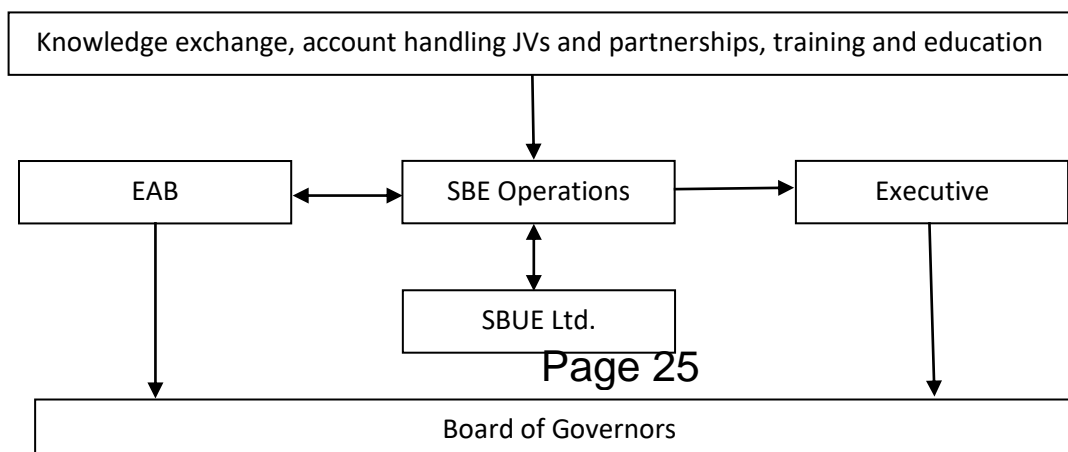 Knowledge exchange, account handling JVs and partnerships, training and education
EAB
SBE Operations
Executive
SBUE Ltd.
Page 25
Board of Governors